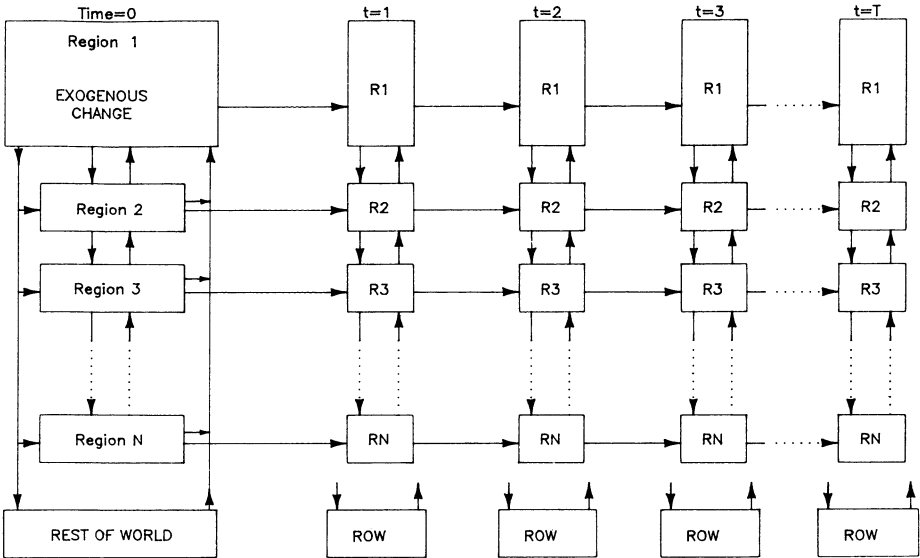 Time=0 t=1 t=2 t=3 t=T
Region 1
EXOGENOUS
CHANGE
R1 R1 R1 R1
Region 2 R2 R2 R2 R2
Region 3 R3 R3 R3 R3
Region N RN RN RN RN
REST OF WORLD ROW ROW ROW ROW